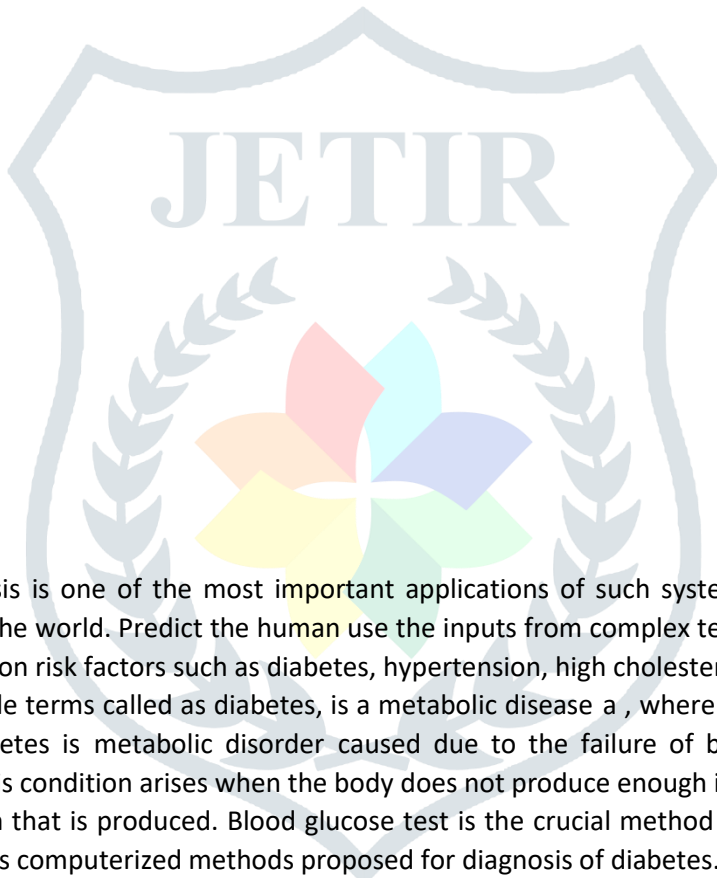 JETIR
sis is one of the most important applications of such syste
he world. Predict the human use the inputs from complex te
on risk factors such as diabetes, hypertension, high cholester
le terms called as diabetes, is a metabolic disease a , where
etes is metabolic disorder caused due to the failure of b
s condition arises when the body does not produce enough i
that is produced. Blood glucose test is the crucial method
s computerized methods proposed for diagnosis of diabetes.